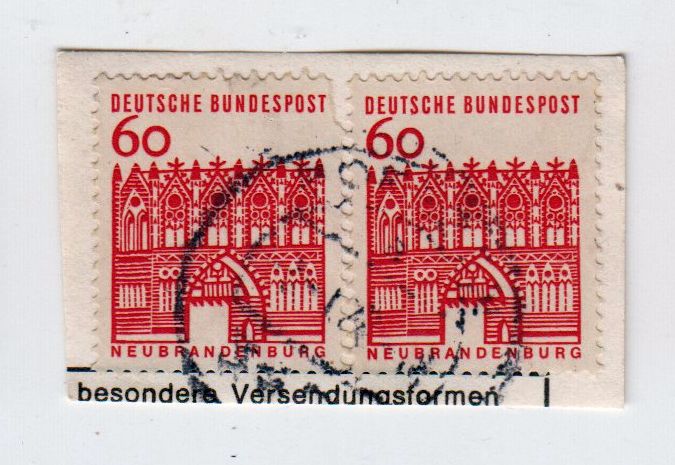 DEUTSCHE BUNDESPOST
60
NEUBRANDENBURG
DEUTSCHE BUNDESPOST
60
NEUBRANDENBURG
besondere Versendungsformen